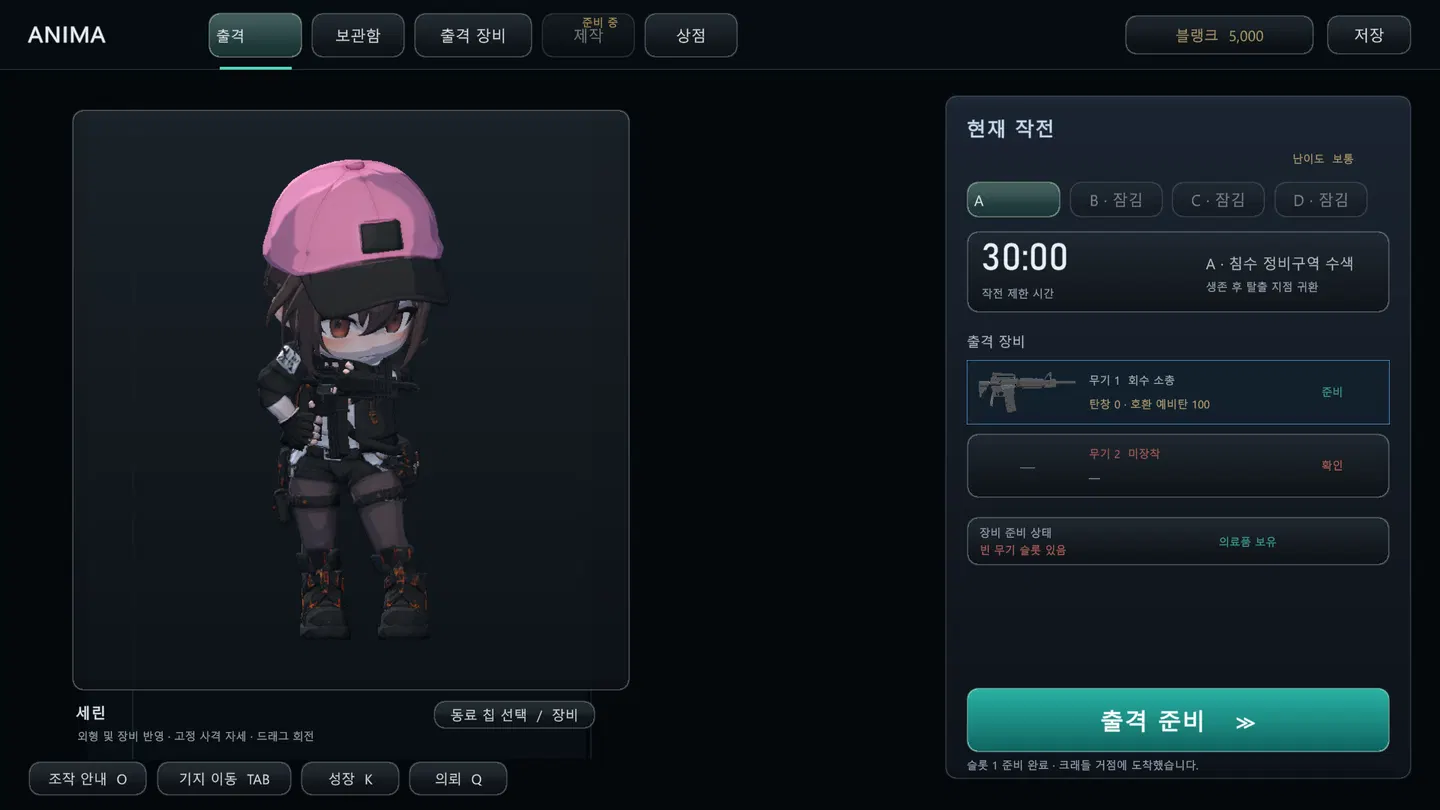 ANIMA
출격
보관함
출격 장비
준비 중
제작
상점
블랭크 5,000
저장
현재 작전
난이도 보통
A
B · 잠김
C · 잠김
D · 잠김
30:00
작전 제한 시간
A · 침수 정비구역 수색
생존 후 탈출 지점 귀환
출격 장비
무기 1 회수 소총
탄창 0 · 호환 예비탄 100
준비
—
무기 2 미장착
—
확인
장비 준비 상태
빈 무기 슬롯 있음
의료품 보유
출격 준비 ≫
슬롯 1 준비 완료 · 크레들 거점에 도착했습니다.
세린
외형 및 장비 반영 · 고정 사격 자세 · 드래그 회전
동료 칩 선택 / 장비
조작 안내 O
기지 이동 TAB
성장 K
의뢰 Q